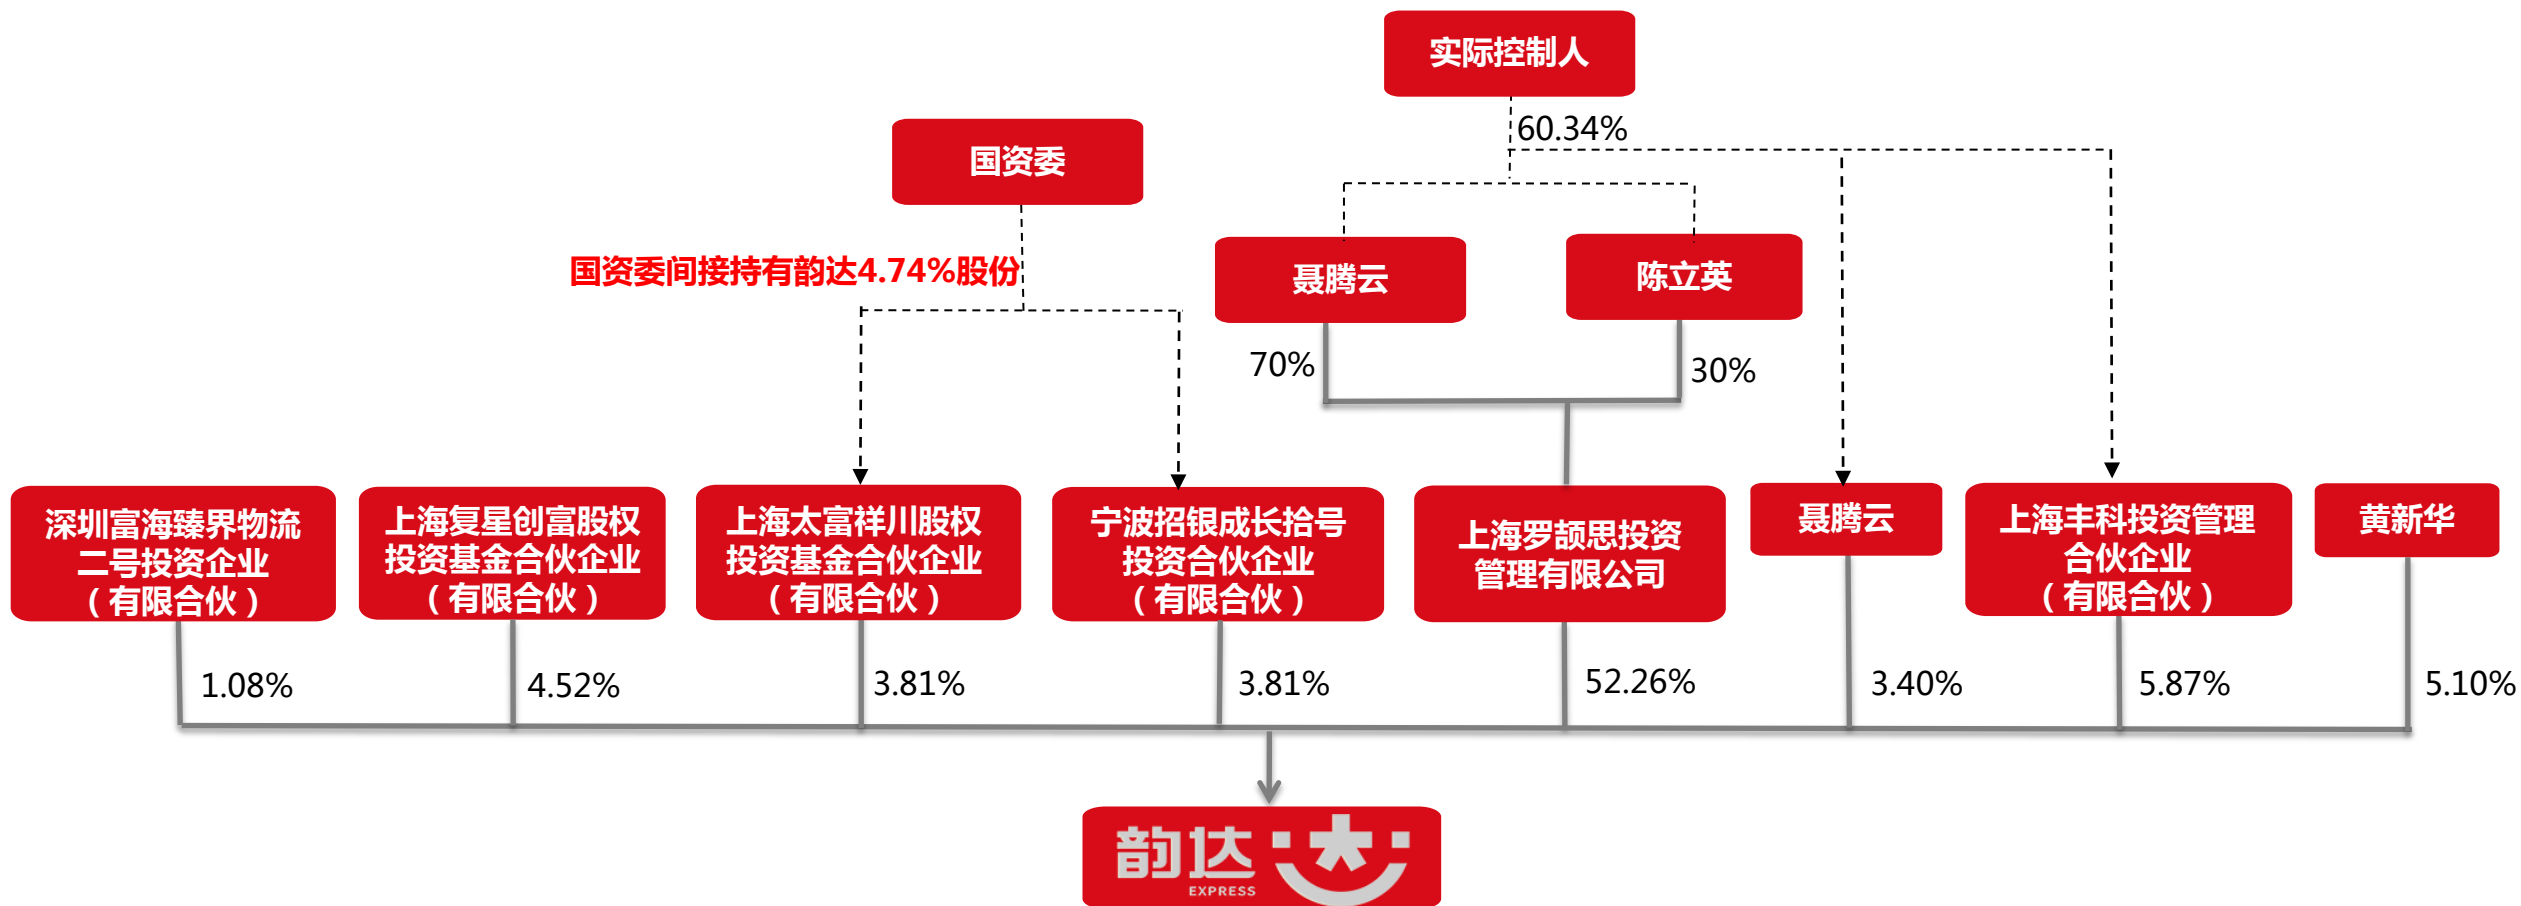 实际控制人
60.34%
国资委
国资委间接持有韵达4.74%股份
聂腾云
陈立英
70%
30%
深圳富海臻界物流
二号投资企业
（有限合伙）
上海复星创富股权
投资基金合伙企业
（有限合伙）
上海太富祥川股权
投资基金合伙企业
（有限合伙）
宁波招银成长拾号
投资合伙企业
（有限合伙）
上海罗颉思投资
管理有限公司
聂腾云
上海丰科投资管理
合伙企业
（有限合伙）
黄新华
1.08%
4.52%
3.81%
3.81%
52.26%
3.40%
5.87%
5.10%
韵达
EXPRESS